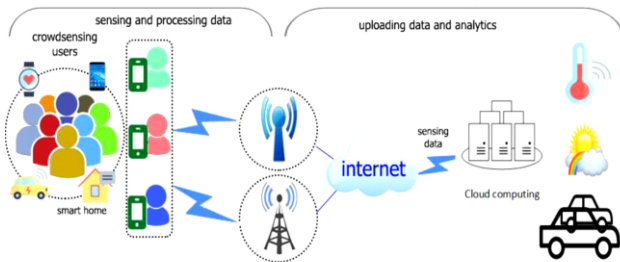 sensing and processing data
uploading data and analytics
crowdsensing
users
smart home
internet
sensing
data
Cloud computing